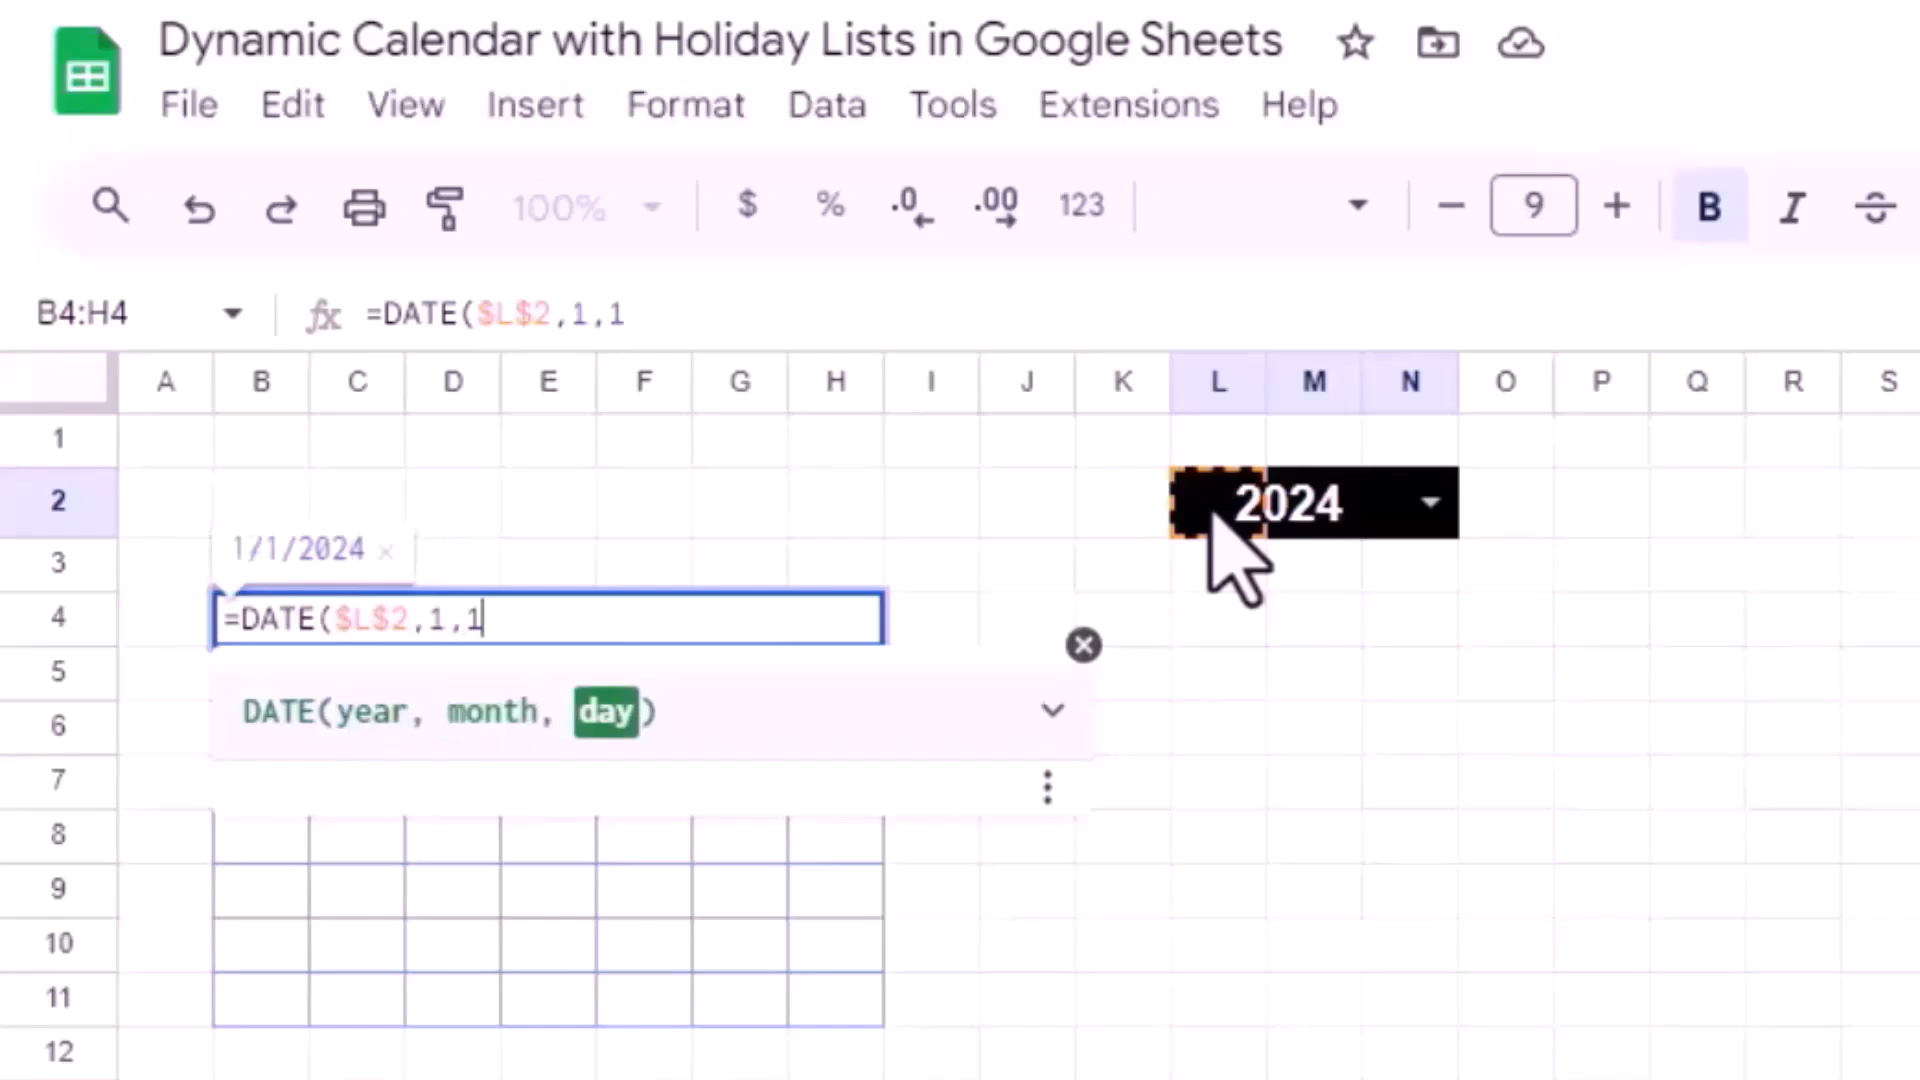 Dynamic Calendar with Holiday Lists in Google Sheets
File Edit View Insert Format Data Tools Extensions Help
100% $ % .0 .00 123 9 B I S
B4:H4 fx =DATE($L$2,1,1
A B C D E F G H I J K L M N O P Q R S
1
2 2024
3 1/1/2024
4 =DATE($L$2,1,1
5
6 DATE(year, month, day)
7
8
9
10
11
12